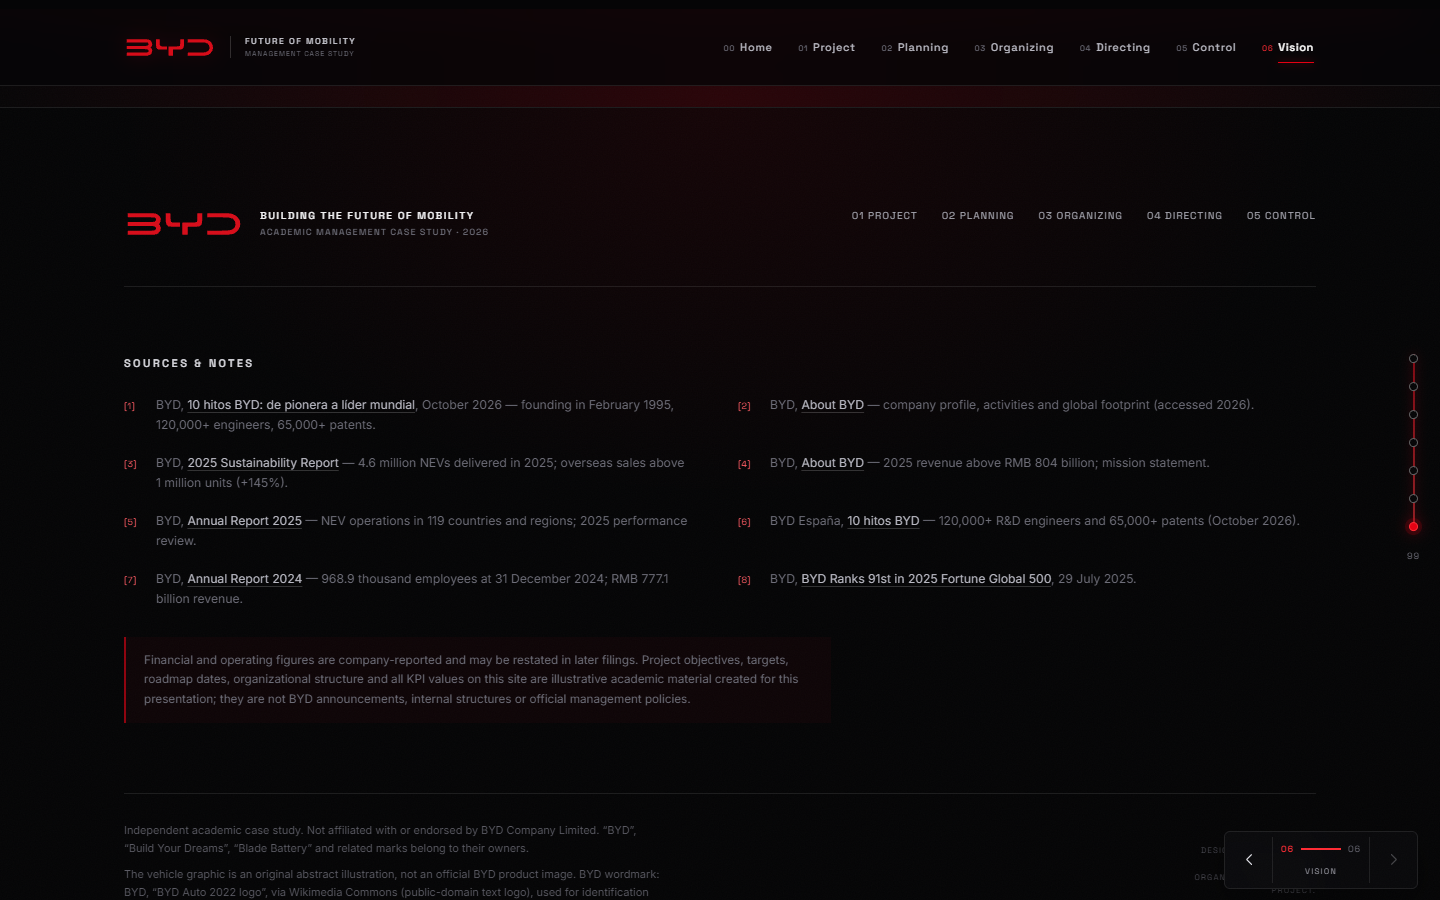 BYD
FUTURE OF MOBILITY
MANAGEMENT CASE STUDY
00 Home 01 Project 02 Planning 03 Organizing 04 Directing 05 Control 06 Vision
BYD
BUILDING THE FUTURE OF MOBILITY
ACADEMIC MANAGEMENT CASE STUDY · 2026
01 PROJECT 02 PLANNING 03 ORGANIZING 04 DIRECTING 05 CONTROL
SOURCES & NOTES
[1] BYD, 10 hitos BYD: de pionera a líder mundial, October 2026 — founding in February 1995,
120,000+ engineers, 65,000+ patents.
[2] BYD, About BYD — company profile, activities and global footprint (accessed 2026).
[3] BYD, 2025 Sustainability Report — 4.6 million NEVs delivered in 2025; overseas sales above
1 million units (+145%).
[4] BYD, About BYD — 2025 revenue above RMB 804 billion; mission statement.
[5] BYD, Annual Report 2025 — NEV operations in 119 countries and regions; 2025 performance
review.
[6] BYD España, 10 hitos BYD — 120,000+ R&D engineers and 65,000+ patents (October 2026).
[7] BYD, Annual Report 2024 — 968.9 thousand employees at 31 December 2024; RMB 777.1
billion revenue.
[8] BYD, BYD Ranks 91st in 2025 Fortune Global 500, 29 July 2025.
99
Financial and operating figures are company-reported and may be restated in later filings. Project objectives, targets,
roadmap dates, organizational structure and all KPI values on this site are illustrative academic material created for this
presentation; they are not BYD announcements, internal structures or official management policies.
Independent academic case study. Not affiliated with or endorsed by BYD Company Limited. “BYD”,
“Build Your Dreams”, “Blade Battery” and related marks belong to their owners.
The vehicle graphic is an original abstract illustration, not an official BYD product image. BYD wordmark:
BYD, “BYD Auto 2022 logo”, via Wikimedia Commons (public-domain text logo), used for identification
06 06
VISION